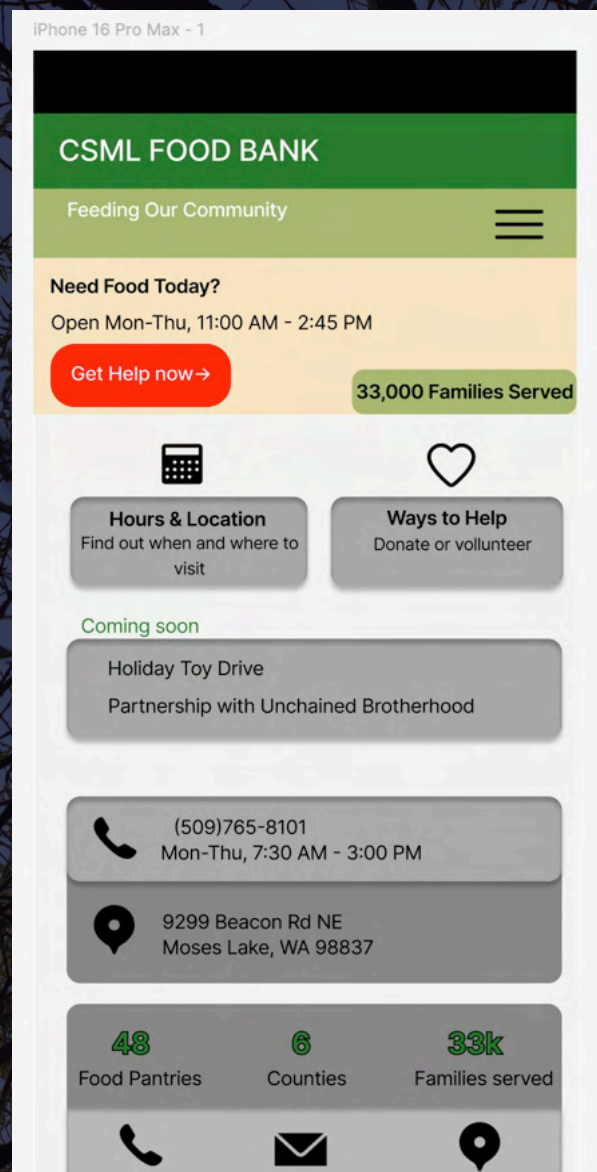 iPhone 16 Pro Max - 1
CSML FOOD BANK
Feeding Our Community
Need Food Today?
Open Mon-Thu, 11:00 AM - 2:45 PM
Get Help now→
33,000 Families Served
Hours & Location
Find out when and where to
visit
Ways to Help
Donate or vollunteer
Coming soon
Holiday Toy Drive
Partnership with Unchained Brotherhood
(509)765-8101
Mon-Thu, 7:30 AM - 3:00 PM
9299 Beacon Rd NE
Moses Lake, WA 98837
48
Food Pantries
6
Counties
33k
Families served